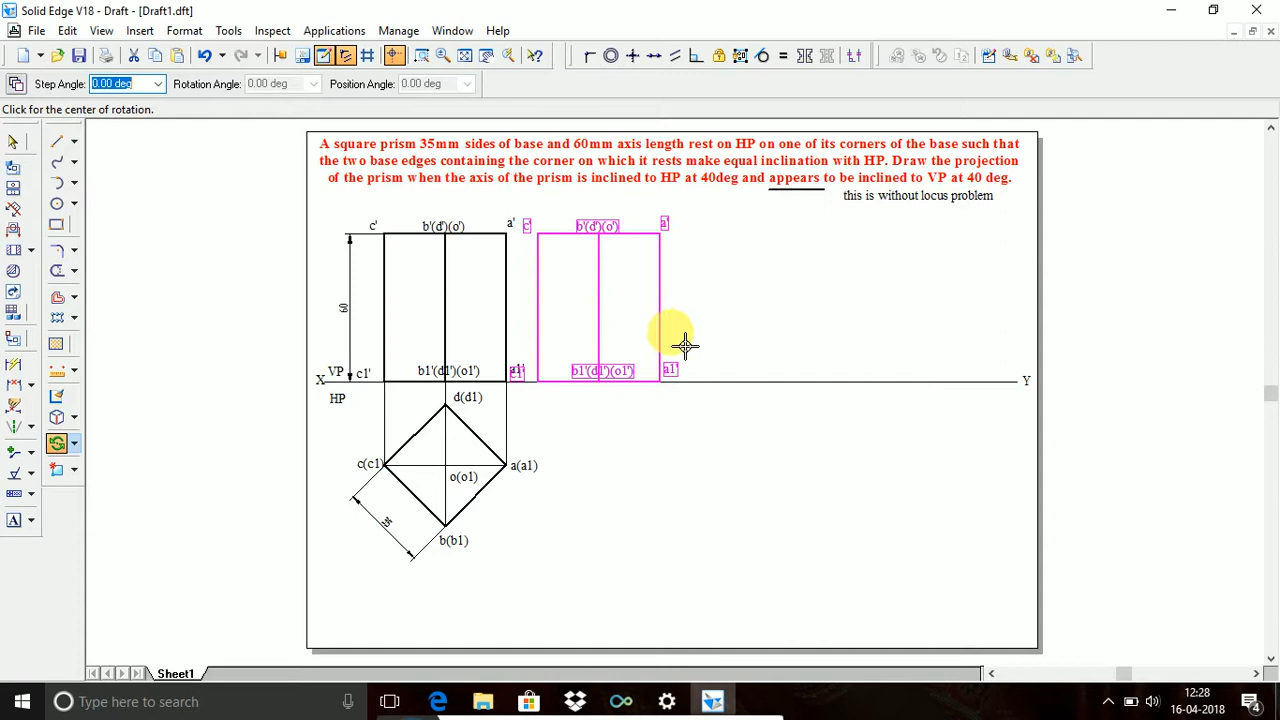 Solid Edge V18 - Draft - [Draft1.dft]
File Edit View Insert Format Tools Inspect Applications Manage Window Help
Step Angle: 0.00 deg Rotation Angle: 0.00 deg Position Angle: 0.00 deg
Click for the center of rotation.
A square prism 35mm sides of base and 60mm axis length rest on HP on one of its corners of the base such that
the two base edges containing the corner on which it rests make equal inclination with HP. Draw the projection
of the prism when the axis of the prism is inclined to HP at 40deg and appears to be inclined to VP at 40 deg.
this is without locus problem
c' b'(d')(o') a' c' b'(d')(o') a'
60
VP c1' b1'(d1')(o1') a1' c1' b1'(d1')(o1') a1'
X Y
HP d(d1)
c(c1) a(a1)
o(o1)
35
b(b1)
Sheet1
Type here to search
12:28
16-04-2018
4